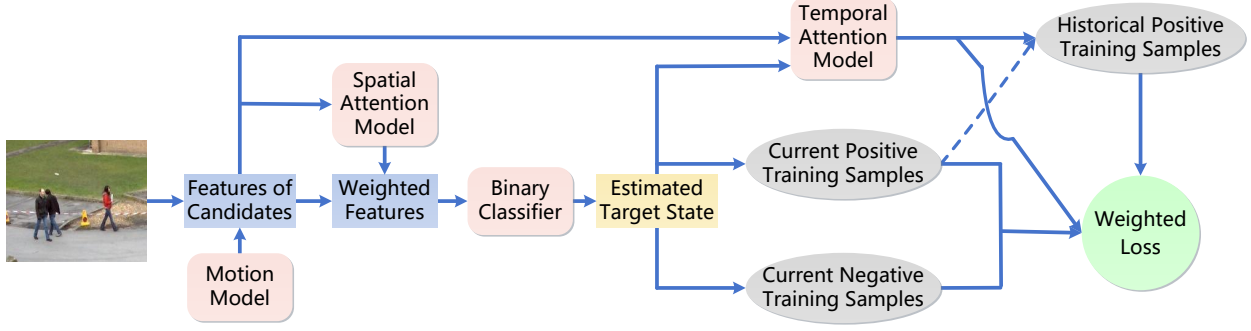 Temporal
Attention
Model
Historical Positive
Training Samples
Spatial
Attention
Model
Current Positive
Training Samples
Features of
Candidates
Weighted
Features
Binary
Classifier
Estimated
Target State
Weighted
Loss
Motion
Model
Current Negative
Training Samples